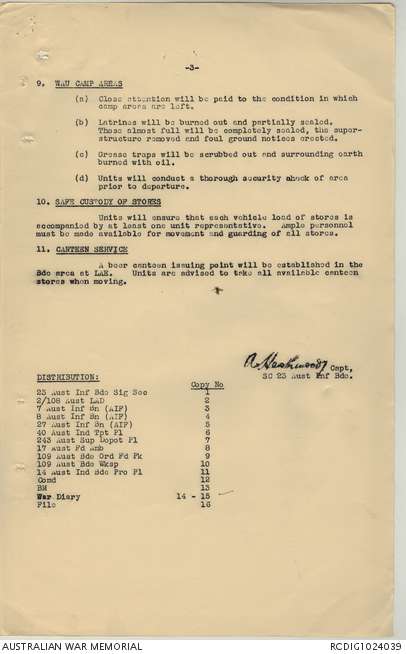 -3-
9. WAU CAMP AREAS
(a) Close attention will be paid to the condition in which
camp areas are left.
(b) Latrines will be burned out and partially sealed.
Those almost full will be completely sealed, the super-
structure removed and foul ground notices erected.
(c) Grease traps will be scrubbed out and surrounding earth
burned with oil.
(d) Units will conduct a thorough security check of area
prior to departure.
10. SAFE CUSTODY OF STORES
Units will ensure that each vehicle load of stores is
accompanied by at least one unit representative. Ample personnel
must be made available for movement and guarding of all stores.
11. CANTEEN SERVICE
A beer canteen issuing point will be established in the
Bde area at LAE. Units are advised to take all available canteen
stores when moving.
Capt,
SC 23 Aust Inf Bde.
DISTRIBUTION: Copy No
23 Aust Inf Bde Sig Sec 1
2/108 Aust LAD 2
7 Aust Inf Bn (AIF) 3
8 Aust Inf Bn (AIF) 4
27 Aust Inf Bn (AIF) 5
40 Aust Ind Tpt Pl 6
243 Aust Sup Depot Pl 7
17 Aust Fd Amb 8
109 Aust Bde Ord Fd Pk 9
109 Aust Bde Wksp 10
14 Aust Ind Bde Pro Pl 11
Comd 12
BM 13
War Diary 14 - 15
File 16
AUSTRALIAN WAR MEMORIAL RCDIG1024039